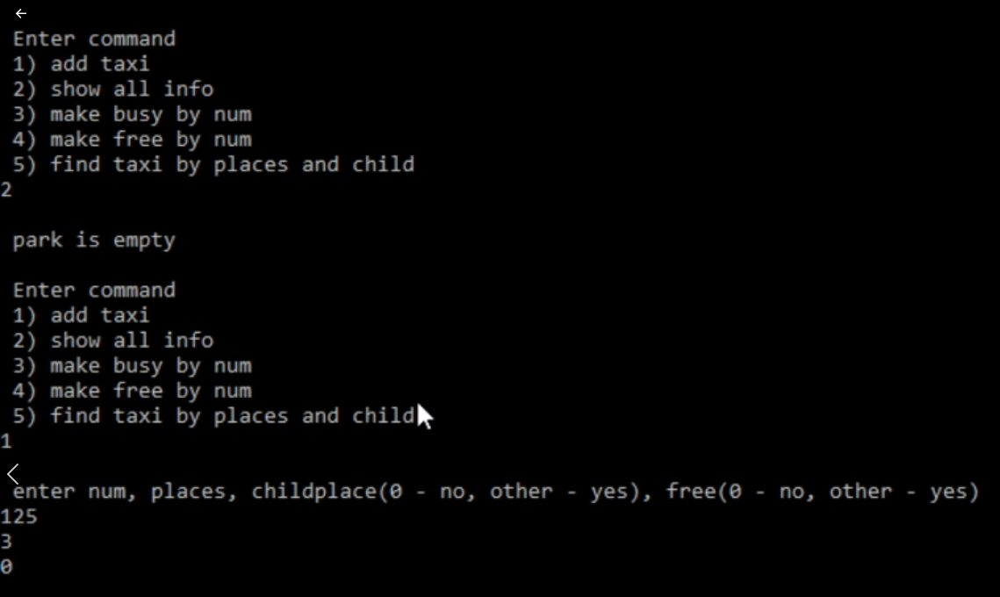 Enter command
1) add taxi
2) show all info
3) make busy by num
4) make free by num
5) find taxi by places and child
2
park is empty
Enter command
1) add taxi
2) show all info
3) make busy by num
4) make free by num
5) find taxi by places and child
1
enter num, places, childplace(0 - no, other - yes), free(0 - no, other - yes)
125
3
0